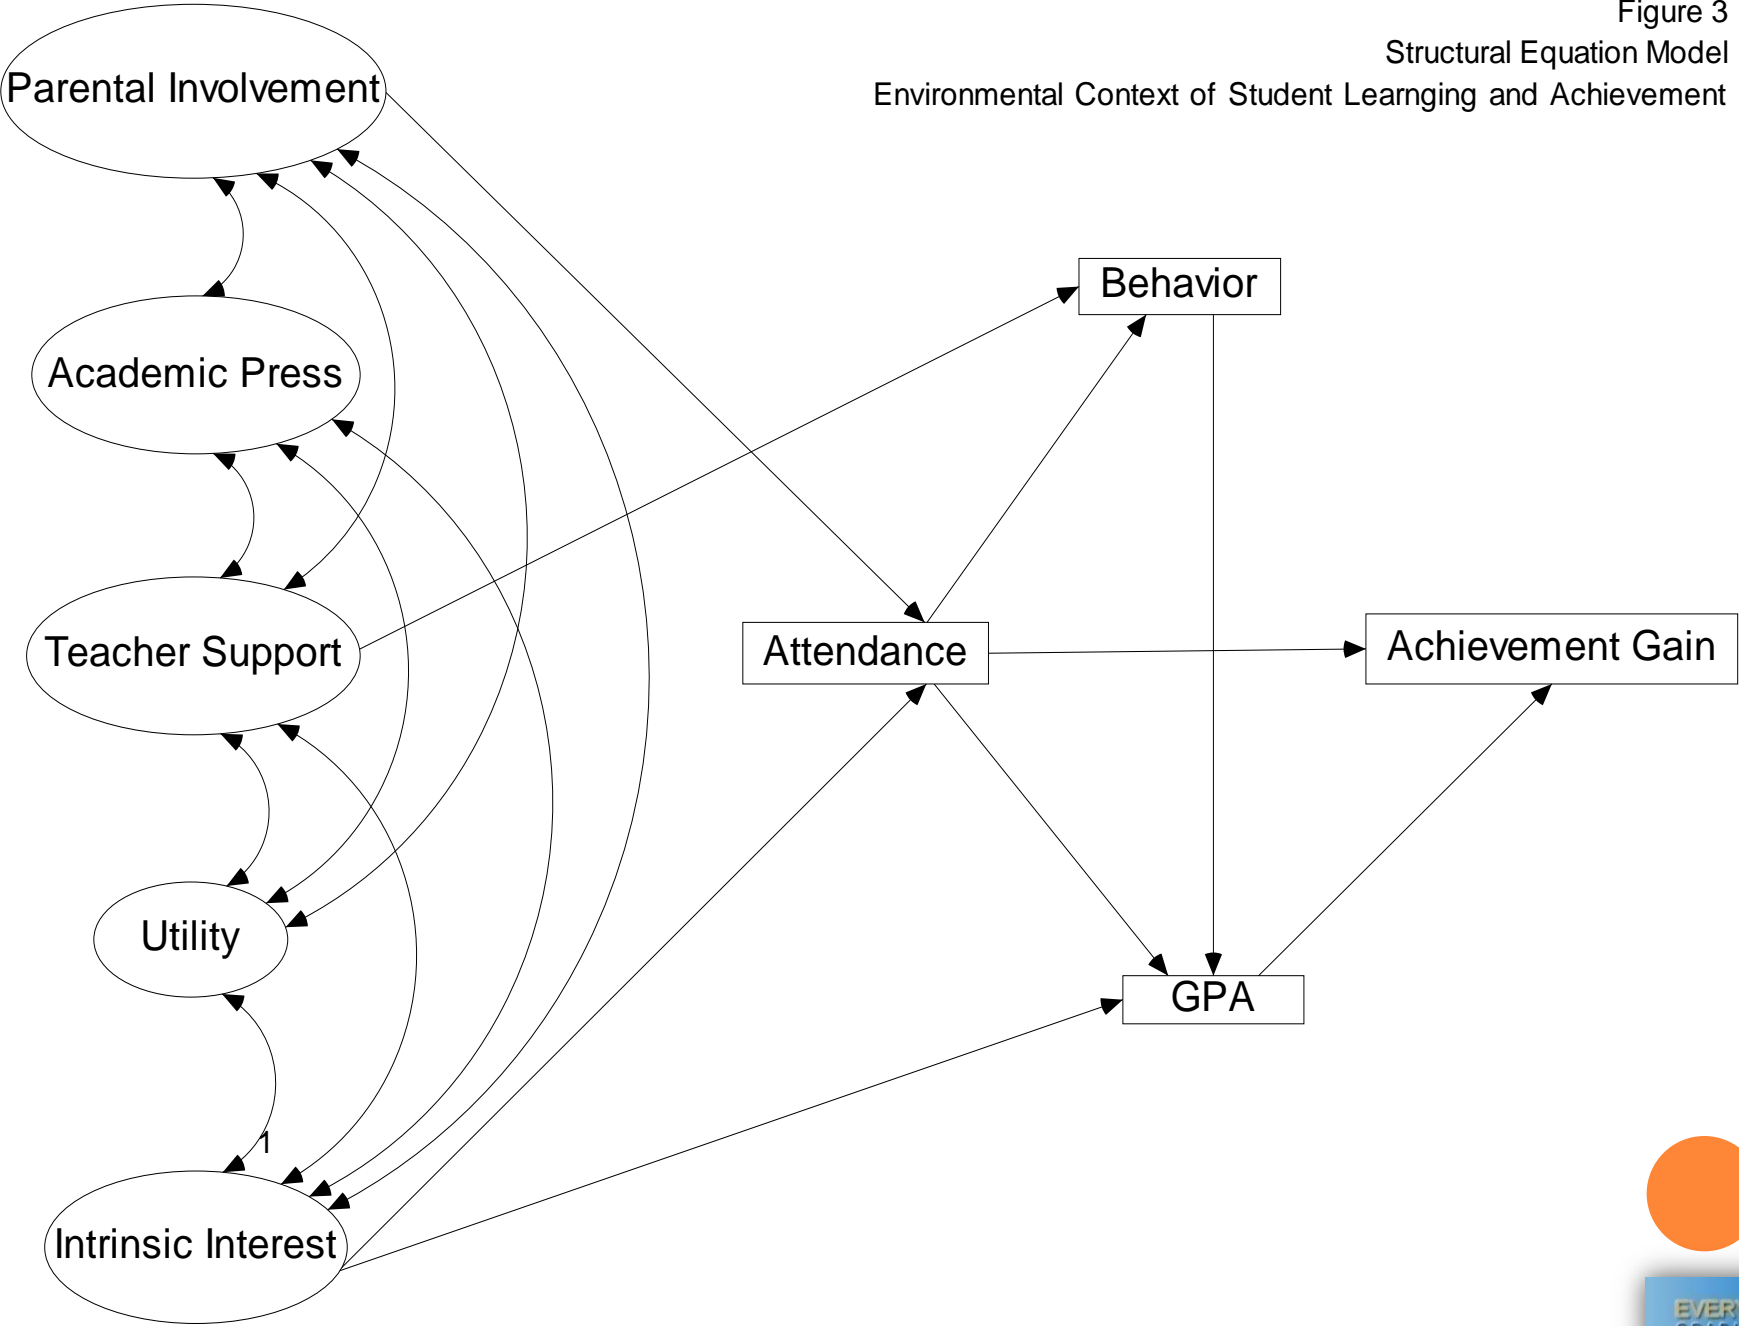 Figure 3
Structural Equation Model
Environmental Context of Student Learnging and Achievement
Parental Involvement
Behavior
Academic Press
Teacher Support
Attendance
Achievement Gain
Utility
GPA
1
Intrinsic Interest
EVER